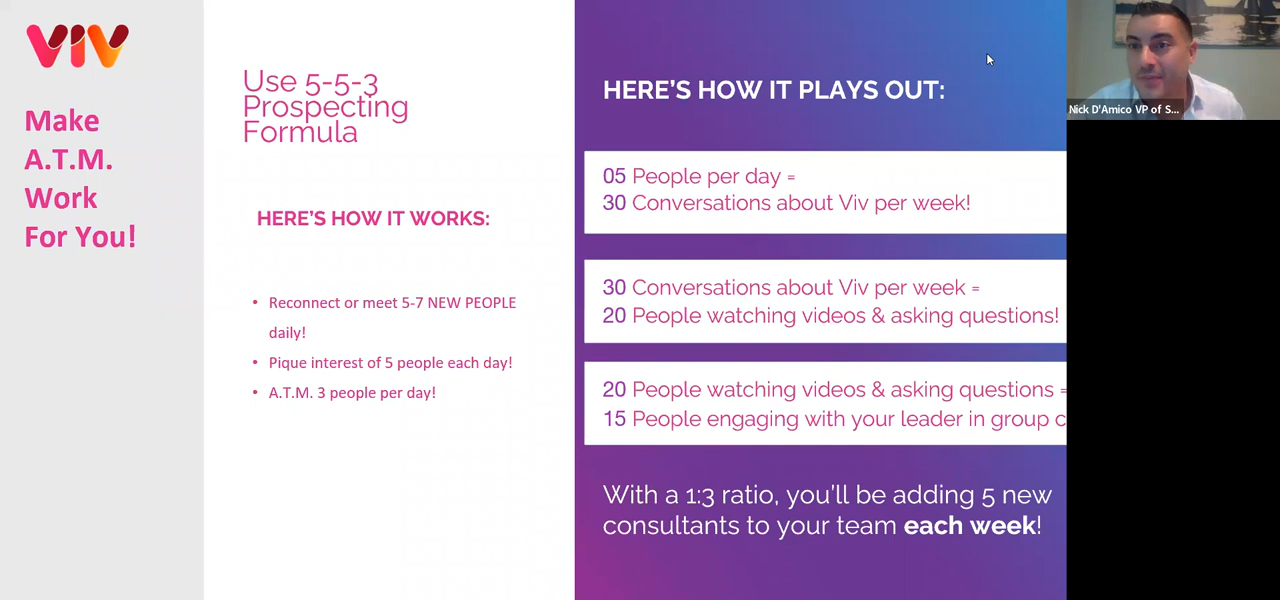 VIV
Make
A.T.M.
Work
For You!
Use 5-5-3
Prospecting
Formula
HERE'S HOW IT WORKS:
• Reconnect or meet 5-7 NEW PEOPLE
daily!
• Pique interest of 5 people each day!
• A.T.M. 3 people per day!
HERE'S HOW IT PLAYS OUT:
05 People per day =
30 Conversations about Viv per week!
30 Conversations about Viv per week =
20 People watching videos & asking questions!
20 People watching videos & asking questions =
15 People engaging with your leader in group c
With a 1:3 ratio, you'll be adding 5 new
consultants to your team each week!
Nick D'Amico VP of S...